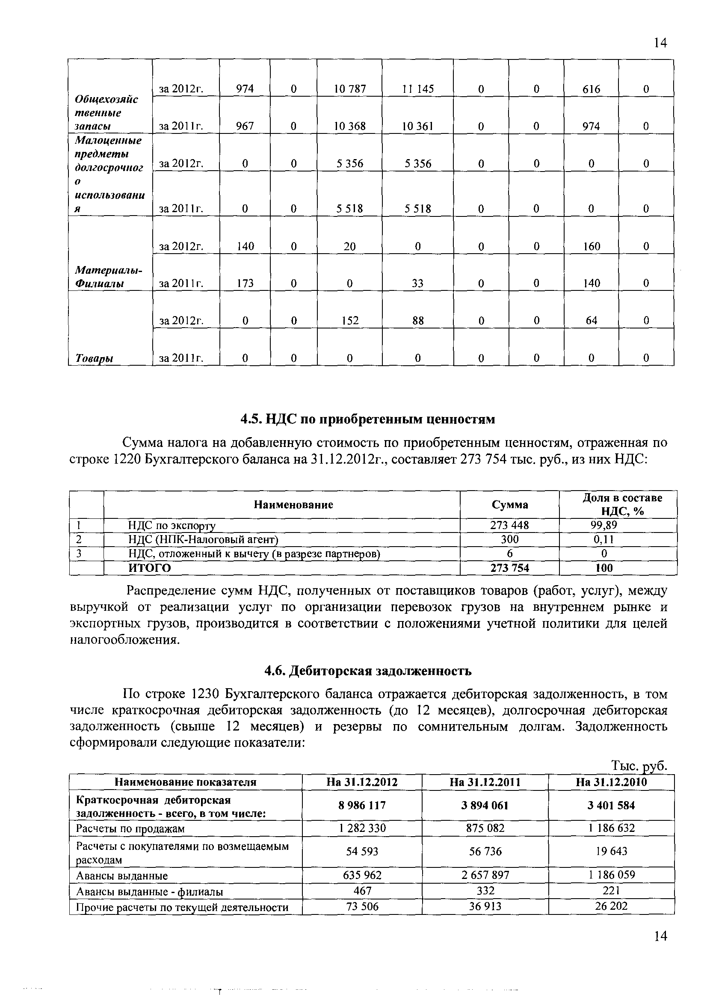 14
за 2012г. 974 0 10 787 11 145 0 0 616 0
Общехозяйс
твенные
запасы за 2011г. 967 0 10 368 10 361 0 0 974 0
Малоценные
предметы
долгосрочног за 2012г. 0 0 5 356 5 356 0 0 0 0
о
использовани
я за 2011г. 0 0 5 518 5 518 0 0 0 0
за 2012г. 140 0 20 0 0 0 160 0
Материалы-
Филиалы за 2011г. 173 0 0 33 0 0 140 0
за 2012г. 0 0 152 88 0 0 64 0
Товары за 2011г. 0 0 0 0 0 0 0 0
4.5. НДС по приобретенным ценностям
Сумма налога на добавленную стоимость по приобретенным ценностям, отраженная по
строке 1220 Бухгалтерского баланса на 31.12.2012г., составляет 273 754 тыс. руб., из них НДС:
Наименование Сумма Доля в составе
НДС, %
1 НДС по экспорту 273 448 99,89
2 НДС (НПК-Налоговый агент) 300 0,11
3 НДС, отложенный к вычету (в разрезе партнеров) 6 0
ИТОГО 273 754 100
Распределение сумм НДС, полученных от поставщиков товаров (работ, услуг), между
выручкой от реализации услуг по организации перевозок грузов на внутреннем рынке и
экспортных грузов, производится в соответствии с положениями учетной политики для целей
налогообложения.
4.6. Дебиторская задолженность
По строке 1230 Бухгалтерского баланса отражается дебиторская задолженность, в том
числе краткосрочная дебиторская задолженность (до 12 месяцев), долгосрочная дебиторская
задолженность (свыше 12 месяцев) и резервы по сомнительным долгам. Задолженность
сформировали следующие показатели:
Тыс. руб.
Наименование показателя На 31.12.2012 На 31.12.2011 На 31.12.2010
Краткосрочная дебиторская
задолженность - всего, в том числе: 8 986 117 3 894 061 3 401 584
Расчеты по продажам 1 282 330 875 082 1 186 632
Расчеты с покупателями по возмещаемым
расходам 54 593 56 736 19 643
Авансы выданные 635 962 2 657 897 1 186 059
Авансы выданные - филиалы 467 332 221
Прочие расчеты по текущей деятельности 73 506 36 913 26 202
14